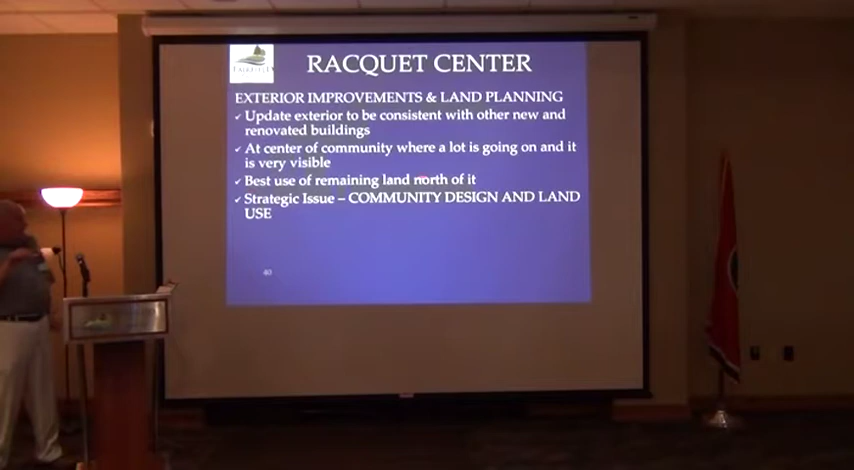 RACQUET CENTER
EXTERIOR IMPROVEMENTS & LAND PLANNING
✓ Update exterior to be consistent with other new and
renovated buildings
✓ At center of community where a lot is going on and it
is very visible
✓ Best use of remaining land north of it
✓ Strategic Issue – COMMUNITY DESIGN AND LAND
USE
40